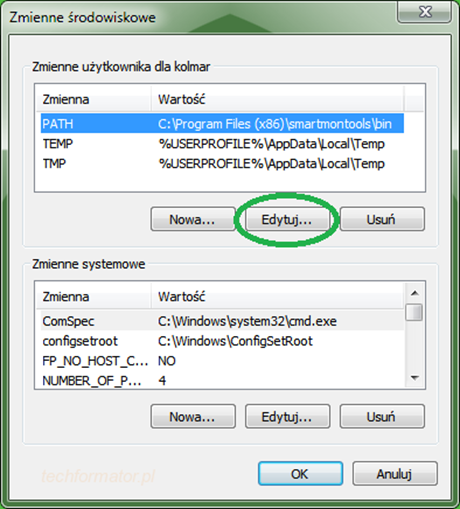 Zmienne środowiskowe
Zmienne użytkownika dla kolmar
Zmienna Wartość
PATH C:\Program Files (x86)\smartmontools\bin
TEMP %USERPROFILE%\AppData\Local\Temp
TMP %USERPROFILE%\AppData\Local\Temp
Nowa... Edytuj... Usuń
Zmienne systemowe
Zmienna Wartość
ComSpec C:\Windows\system32\cmd.exe
configsetroot C:\Windows\ConfigSetRoot
FP_NO_HOST_C... NO
NUMBER_OF_P... 4
Nowa... Edytuj... Usuń
techformator.pl
OK Anuluj